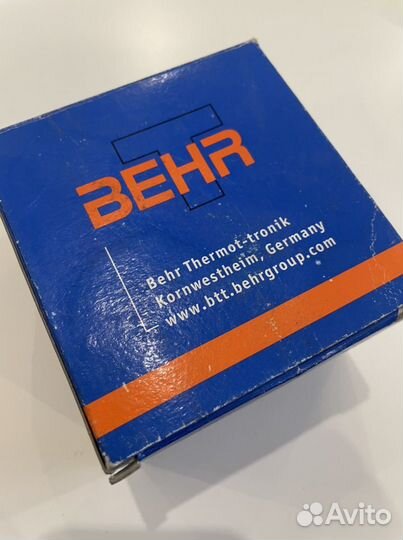 BEHR
Behr Thermot-tronik
Kornwestheim, Germany
www.btt.behrgroup.com
Avito